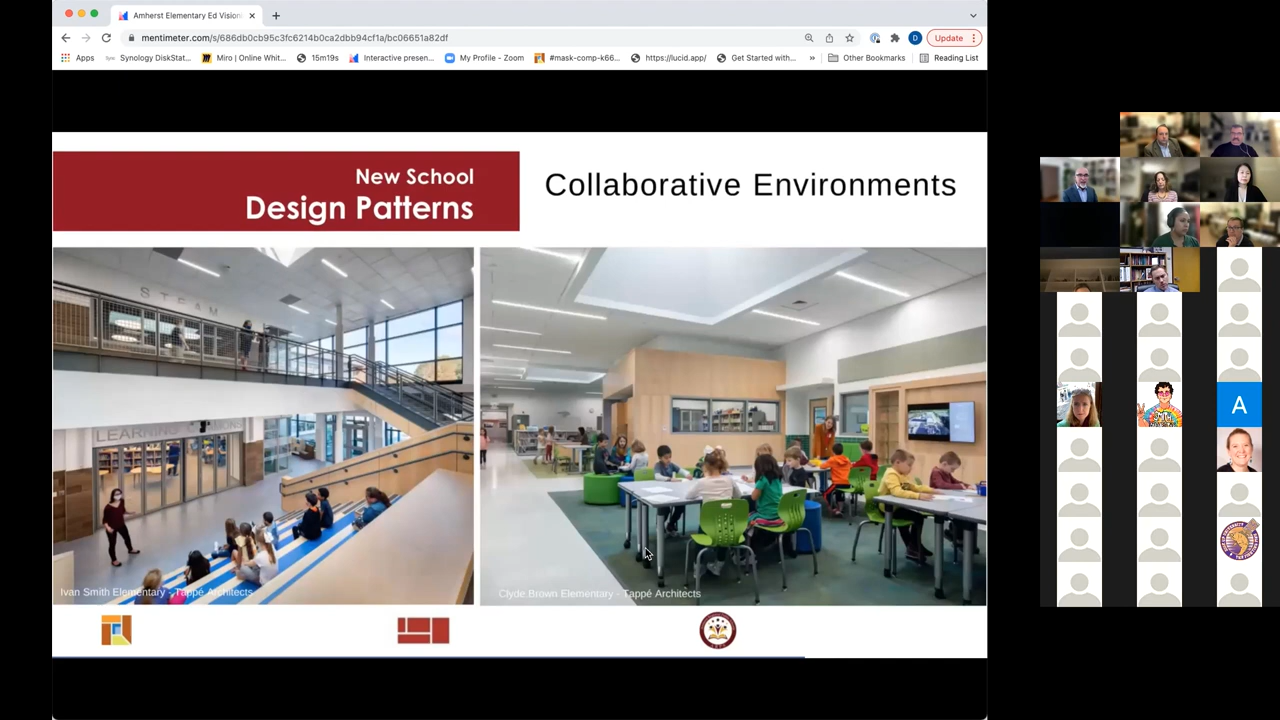 Amherst Elementary Ed Vision
mentimeter.com/s/686db0cb95c3fc6214b0ca2dbb94cf1a/bc06651a82df
D
Update
Apps
Synology DiskStat...
Miro | Online Whit...
15m19s
Interactive presen...
My Profile - Zoom
#mask-comp-k66...
https://lucid.app/
Get Started with...
»
Other Bookmarks
Reading List
New School
Design Patterns
Collaborative Environments
STEAM
LEARNING
Ivan Smith Elementary - Tappé Architects
Clyde Brown Elementary - Tappé Architects
A